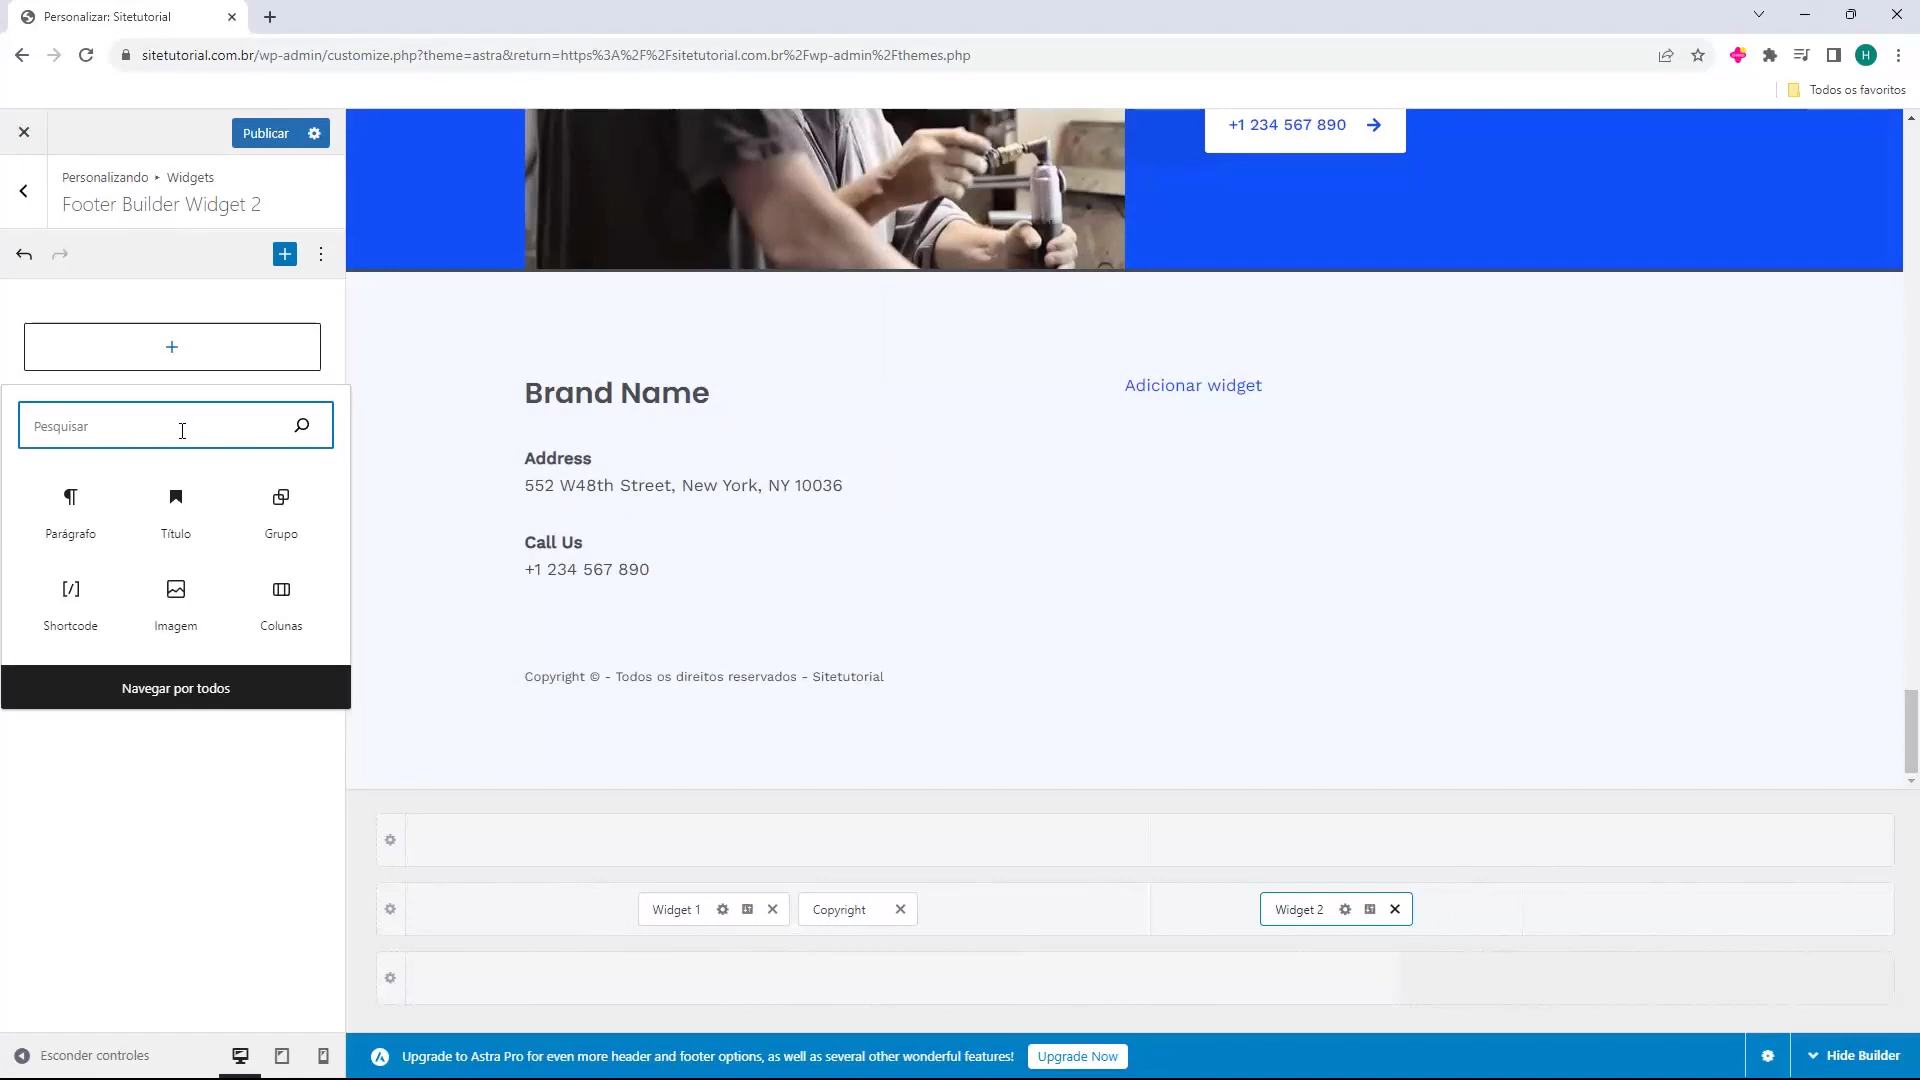 Personalizar: Sitetutorial
sitetutorial.com.br/wp-admin/customize.php?theme=astra&return=https%3A%2F%2Fsitetutorial.com.br%2Fwp-admin%2Fthemes.php
H
Todos os favoritos
Publicar
Personalizando ▸ Widgets
Footer Builder Widget 2
+1 234 567 890
Pesquisar
Parágrafo
Título
Grupo
[/]
Shortcode
Imagem
Colunas
Navegar por todos
Brand Name
Adicionar widget
Address
552 W48th Street, New York, NY 10036
Call Us
+1 234 567 890
Copyright © - Todos os direitos reservados - Sitetutorial
Widget 1
Copyright
Widget 2
Esconder controles
Upgrade to Astra Pro for even more header and footer options, as well as several other wonderful features!
Upgrade Now
Hide Builder